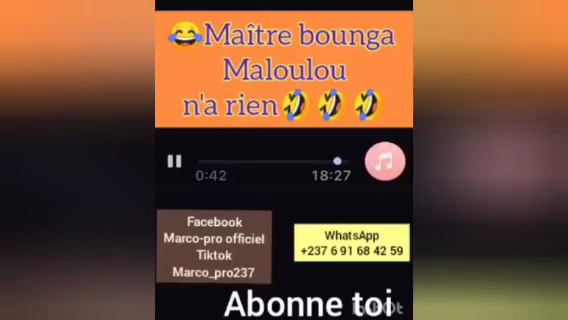 😂Maître bounga
Maloulou
n'a rien🤣🤣🤣
0:42
18:27
Facebook
Marco-pro officiel
Tiktok
Marco_pro237
WhatsApp
+237 6 91 68 42 59
Abonne toi